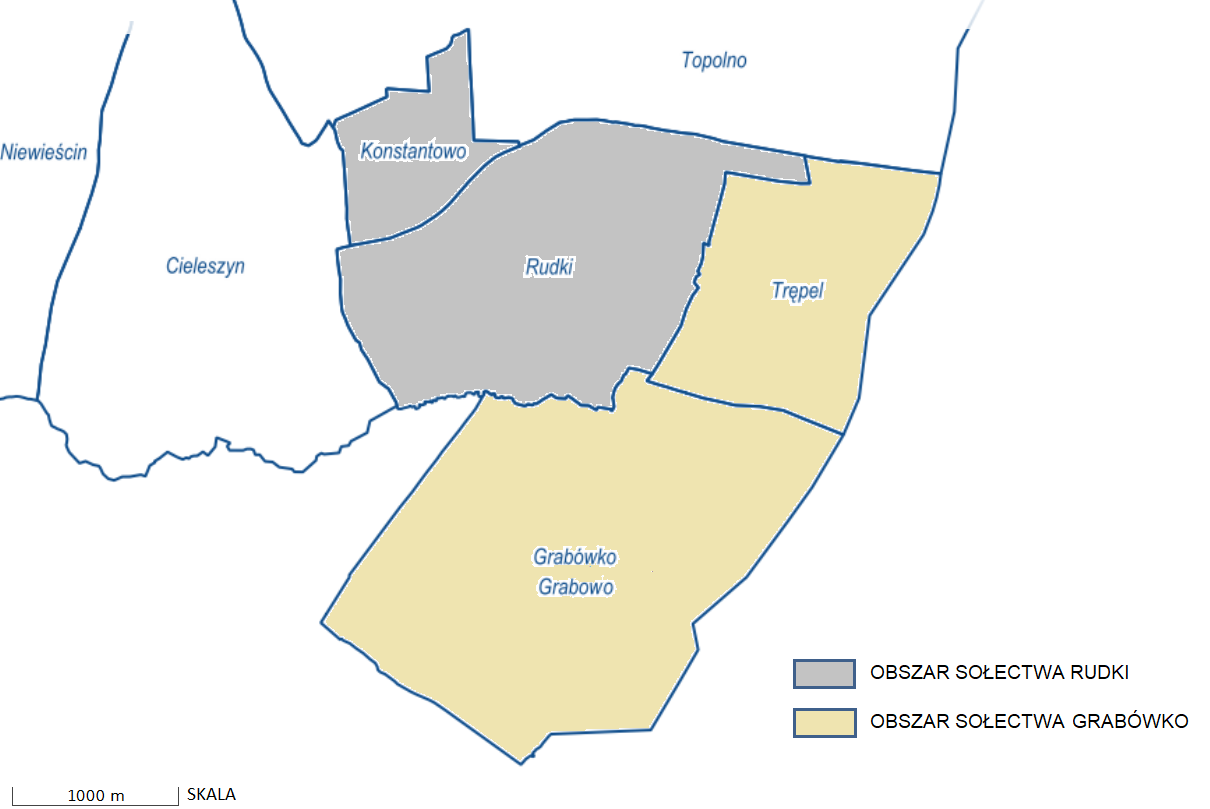 Topolno
Niewieścin
Konstantowo
Cieleszyn
Rudki
Trępel
Grabówko
Grabowo
OBSZAR SOŁECTWA RUDKI
OBSZAR SOŁECTWA GRABÓWKO
1000 m SKALA